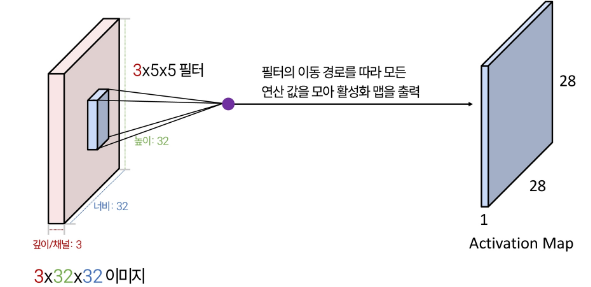 3x5x5 필터
필터의 이동 경로를 따라 모든
연산 값을 모아 활성화 맵을 출력
28
높이: 32
28
너비: 32
1
깊이/채널: 3
Activation Map
3x32x32 이미지